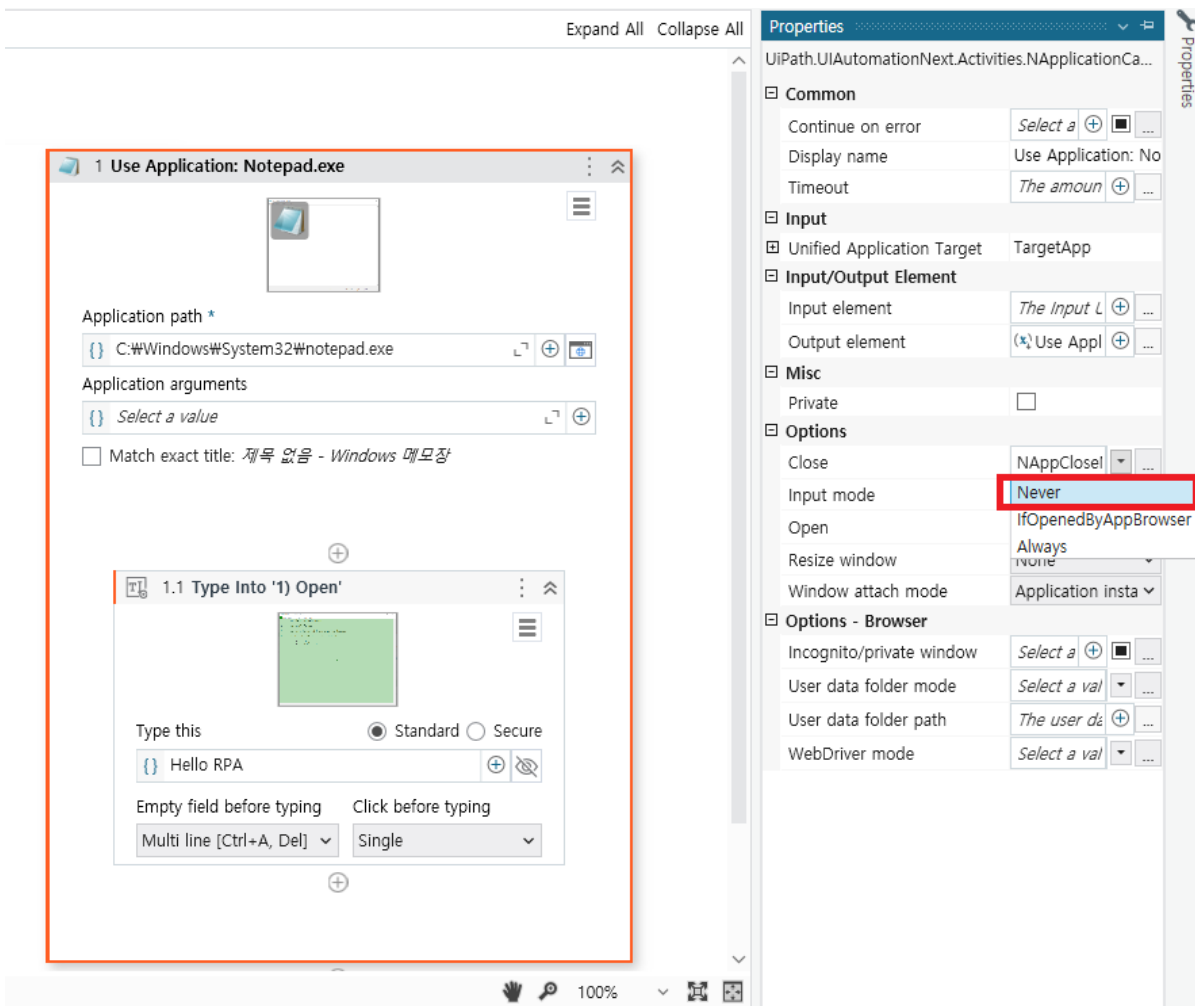 Expand All Collapse All
1 Use Application: Notepad.exe
Application path *
{} C:₩Windows₩System32₩notepad.exe
Application arguments
{} Select a value
Match exact title: 제목 없음 - Windows 메모장
1.1 Type Into '1) Open'
Type this Standard Secure
{} Hello RPA
Empty field before typing Click before typing
Multi line [Ctrl+A, Del] Single
100%
Properties
UiPath.UIAutomationNext.Activities.NApplicationCa...
Common
Continue on error Select a ...
Display name Use Application: No
Timeout The amoun ...
Input
Unified Application Target TargetApp
Input/Output Element
Input element The Input ...
Output element (x) Use Appl ...
Misc
Private
Options
Close NAppCloseI ...
Input mode Never
IfOpenedByAppBrowser
Open
Always
Resize window None
Window attach mode Application insta
Options - Browser
Incognito/private window Select a ...
User data folder mode Select a val ...
User data folder path The user da ...
WebDriver mode Select a val ...
Properties